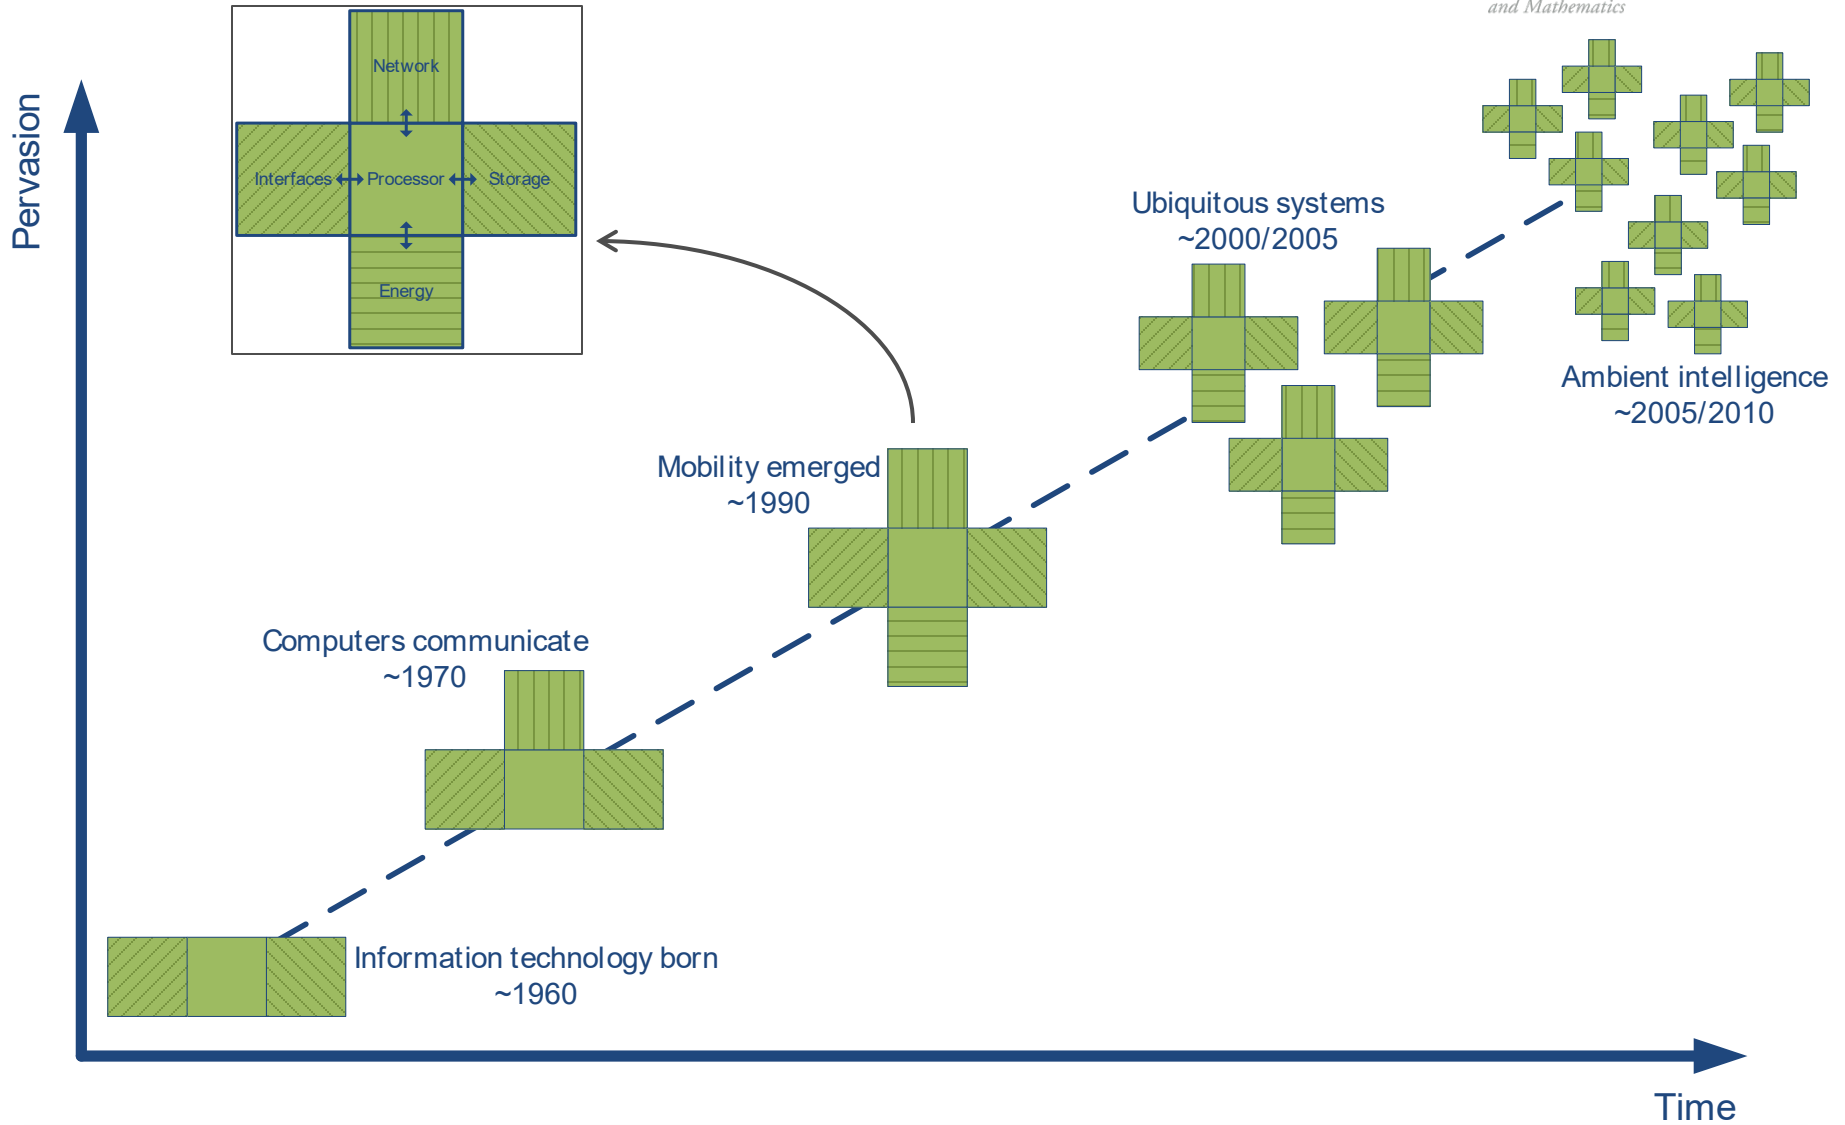 and Mathematics
Pervasion
Network
Interfaces
Processor
Storage
Energy
Ubiquitous systems
~2000/2005
Ambient intelligence
~2005/2010
Mobility emerged
~1990
Computers communicate
~1970
Information technology born
~1960
Time